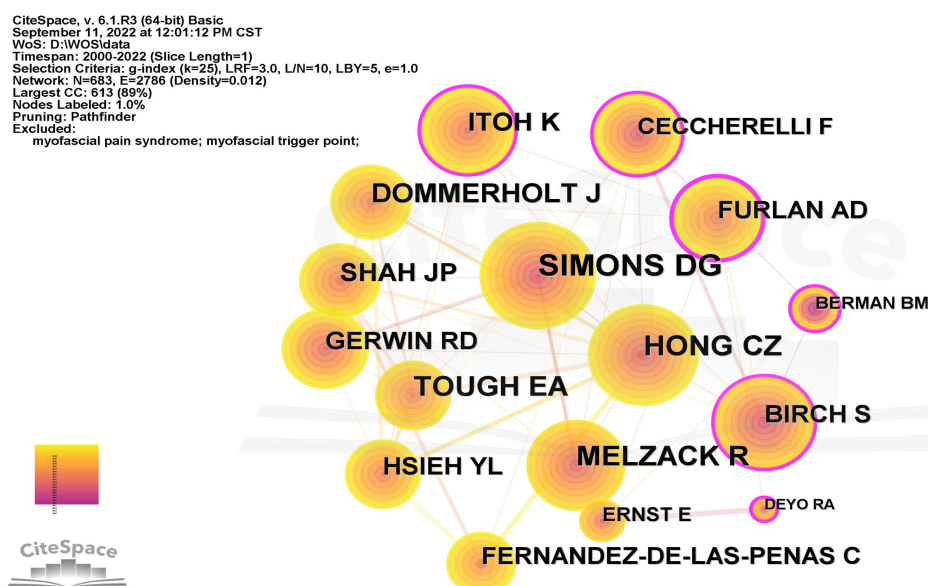 CiteSpace, v. 6.1.R3 (64-bit) Basic
September 11, 2022 at 12:01:12 PM CST
WoS: D:\WOS\data
Timespan: 2000-2022 (Slice Length=1)
Selection Criteria: g-index (k=25), LRF=3.0, L/N=10, LBY=5, e=1.0
Network: N=683, E=2786 (Density=0.012)
Largest CC: 613 (89%)
Nodes Labeled: 1.0%
Pruning: Pathfinder
Excluded:
myofascial pain syndrome; myofascial trigger point;
ITOH K
CECCHERELLI F
DOMMERHOLT J
FURLAN AD
SIMONS DG
SHAH JP
BERMAN BM
GERWIN RD
HONG CZ
TOUGH EA
BIRCH S
MELZACK R
HSIEH YL
DEYO RA
ERNST E
FERNANDEZ-DE-LAS-PENAS C
CiteSpace
CiteSpace